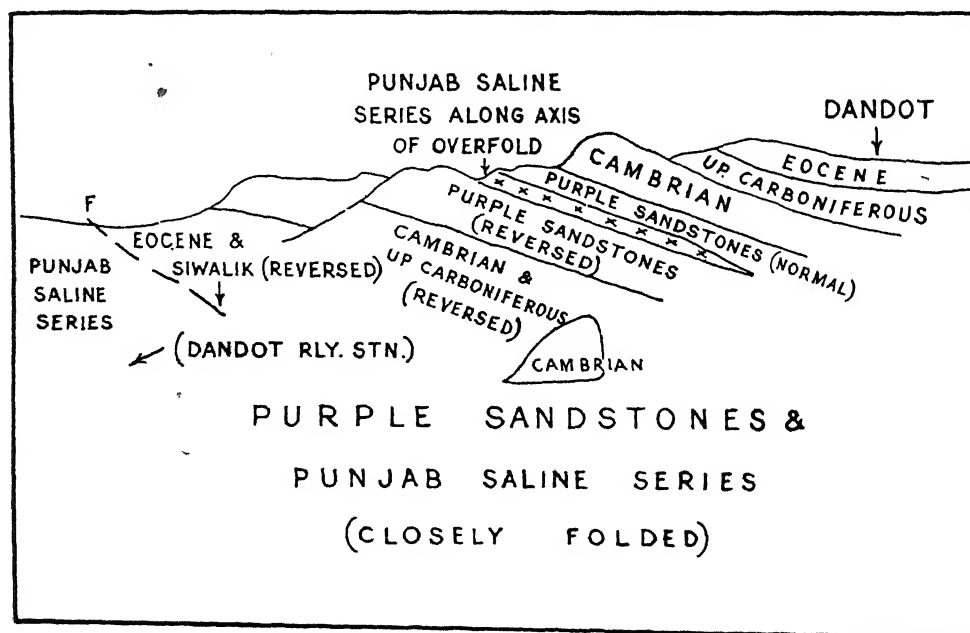 PUNJAB SALINE
SERIES ALONG AXIS
OF OVERFOLD
DANDOT
EOCENE
UP. CARBONIFEROUS
CAMBRIAN
PURPLE SANDSTONES (NORMAL)
PURPLE SANDSTONES
(REVERSED)
CAMBRIAN &
UP CARBONIFEROUS
(REVERSED)
F
EOCENE &
SIWALIK (REVERSED)
PUNJAB
SALINE
SERIES
(DANDOT RLY. STN.)
CAMBRIAN
PURPLE SANDSTONES &
PUNJAB SALINE SERIES
(CLOSELY FOLDED)